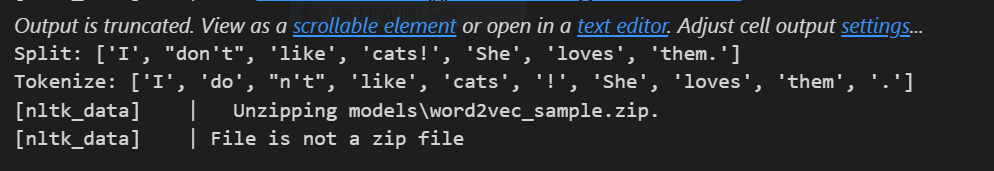 Output is truncated. View as a scrollable element or open in a text editor. Adjust cell output settings...
Split: ['I', "don't", 'like', 'cats!', 'She', 'loves', 'them.']
Tokenize: ['I', 'do', "n't", 'like', 'cats', '!', 'She', 'loves', 'them', '.']
[nltk_data]    |   Unzipping models\word2vec_sample.zip.
[nltk_data]    | File is not a zip file